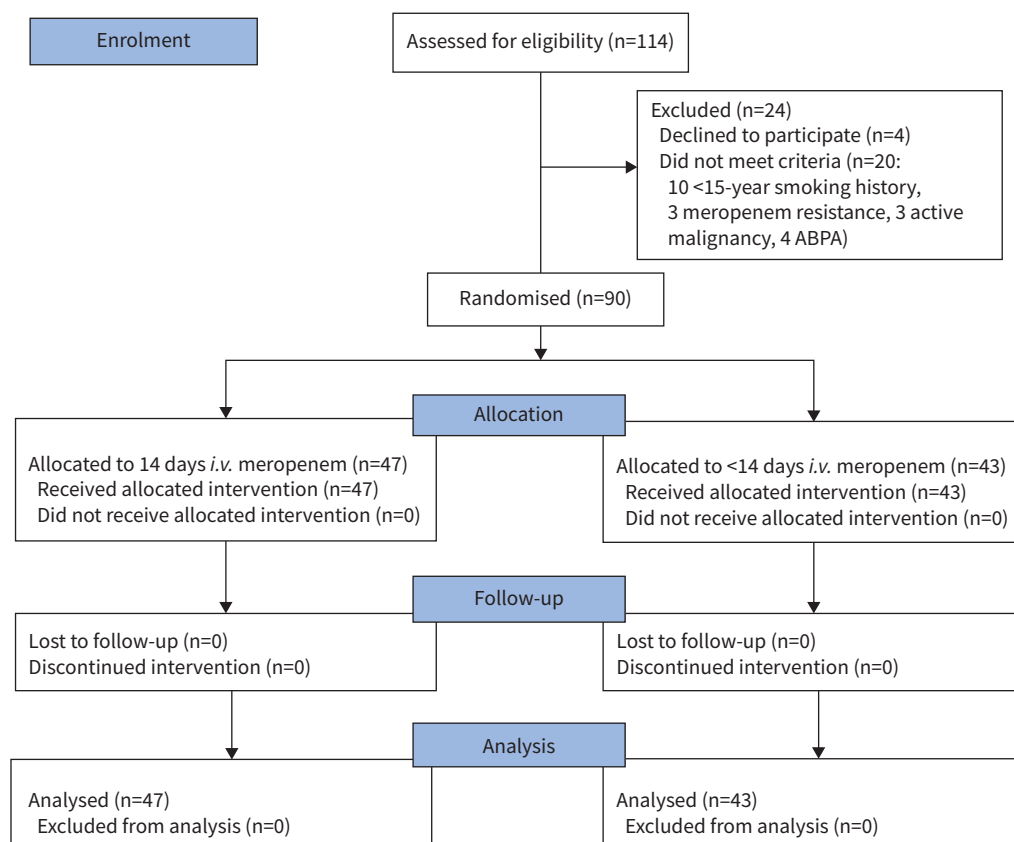 Enrolment
Assessed for eligibility (n=114)
Excluded (n=24)
Declined to participate (n=4)
Did not meet criteria (n=20:
10 <15-year smoking history,
3 meropenem resistance, 3 active
malignancy, 4 ABPA)
Randomised (n=90)
Allocation
Allocated to 14 days i.v. meropenem (n=47)
Received allocated intervention (n=47)
Did not receive allocated intervention (n=0)
Allocated to <14 days i.v. meropenem (n=43)
Received allocated intervention (n=43)
Did not receive allocated intervention (n=0)
Follow-up
Lost to follow-up (n=0)
Discontinued intervention (n=0)
Lost to follow-up (n=0)
Discontinued intervention (n=0)
Analysis
Analysed (n=47)
Excluded from analysis (n=0)
Analysed (n=43)
Excluded from analysis (n=0)